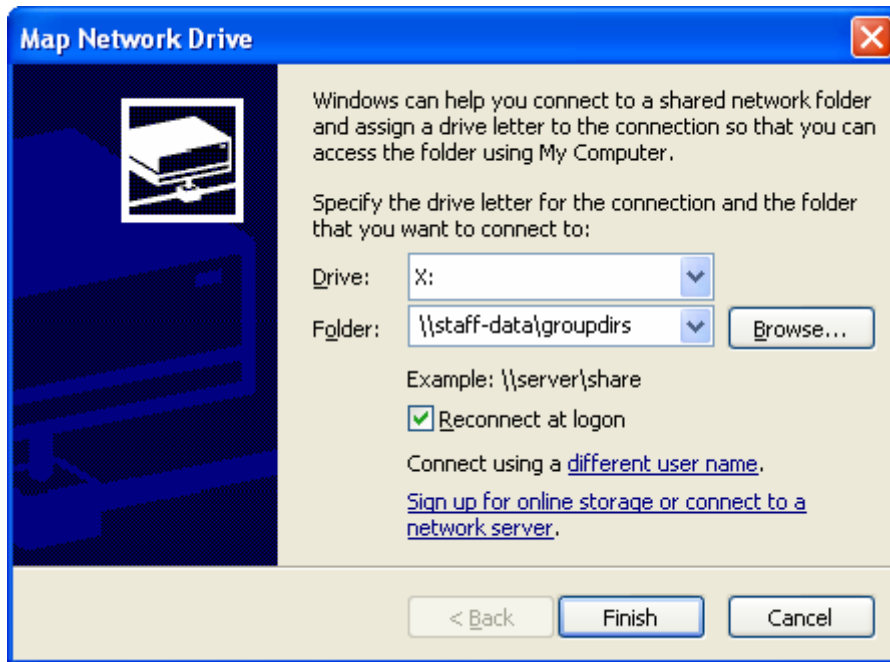 Map Network Drive
Windows can help you connect to a shared network folder
and assign a drive letter to the connection so that you can
access the folder using My Computer.
Specify the drive letter for the connection and the folder
that you want to connect to:
Drive: X:
Folder: \\staff-data\groupdirs Browse...
Example: \\server\share
Reconnect at logon
Connect using a different user name.
Sign up for online storage or connect to a
network server.
< Back Finish Cancel